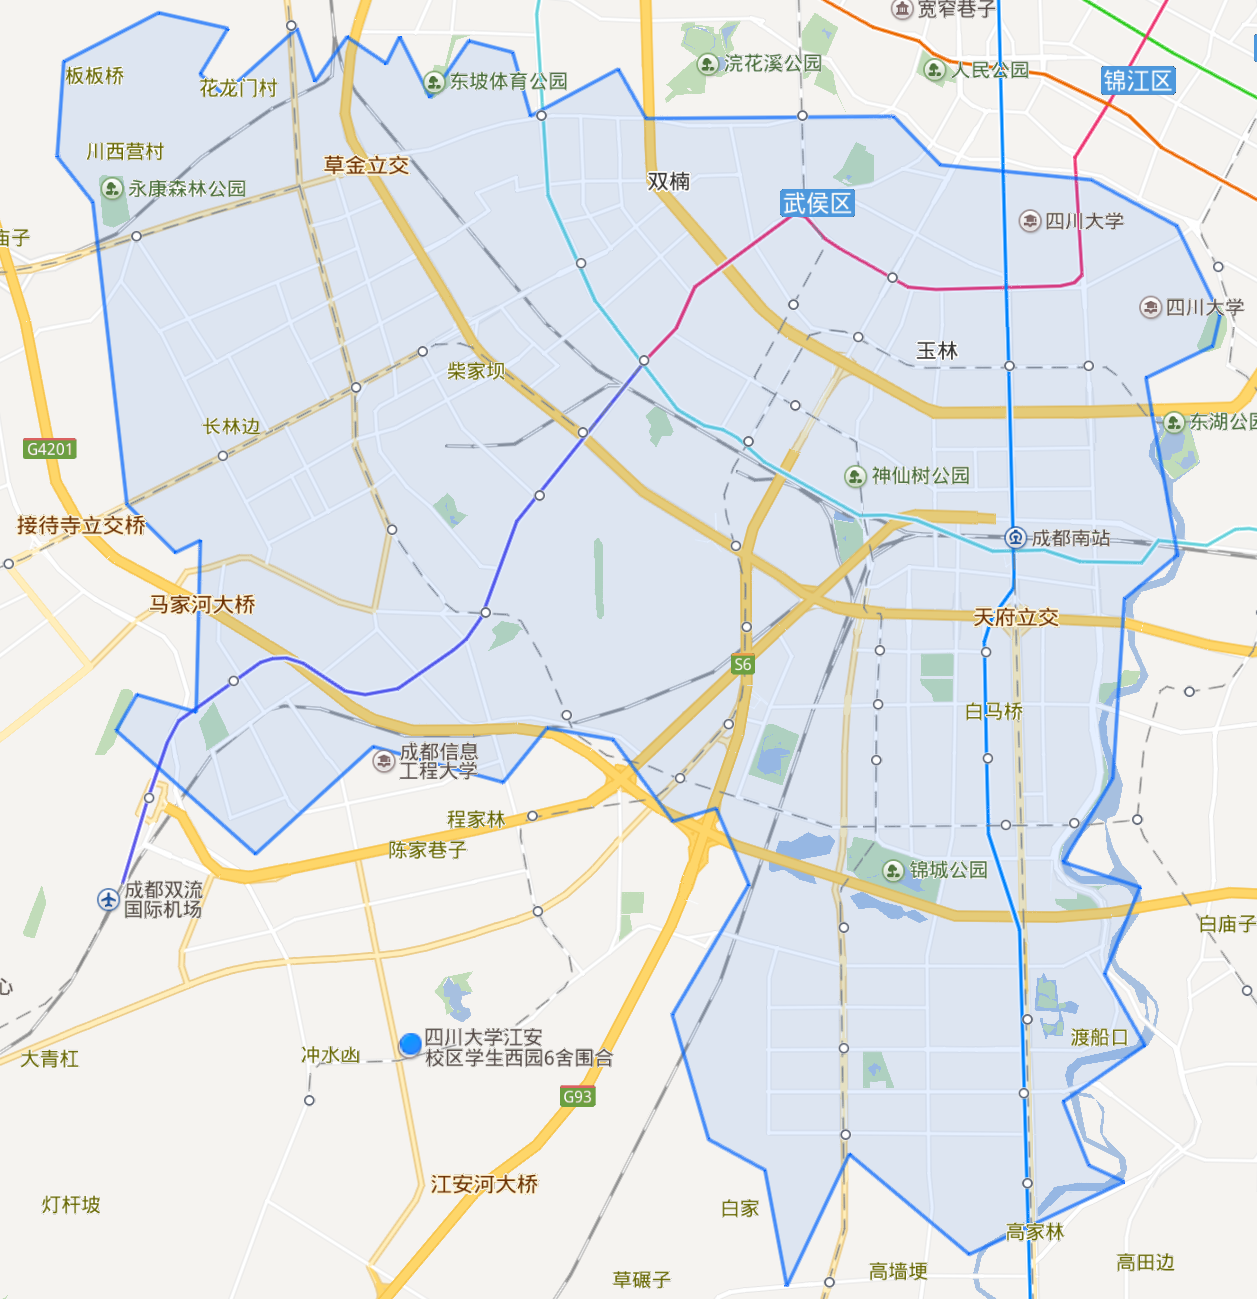 宽窄巷子
板板桥
花龙门村
东坡体育公园
浣花溪公园
人民公园
锦江区
川西营村
草金立交
双楠
永康森林公园
武侯区
四川大学
庙子
四川大学
柴家坝
玉林
长林边
东湖公园
G4201
神仙树公园
接待寺立交桥
成都南站
马家河大桥
天府立交
S6
白马桥
成都信息
工程大学
程家林
陈家巷子
锦城公园
成都双流
国际机场
白庙子
心
四川大学江安
校区学生西园6舍围合
大青杠
冲水凼
渡船口
G93
江安河大桥
灯杆坡
白家
高家林
高墙埂
高田边
草碾子